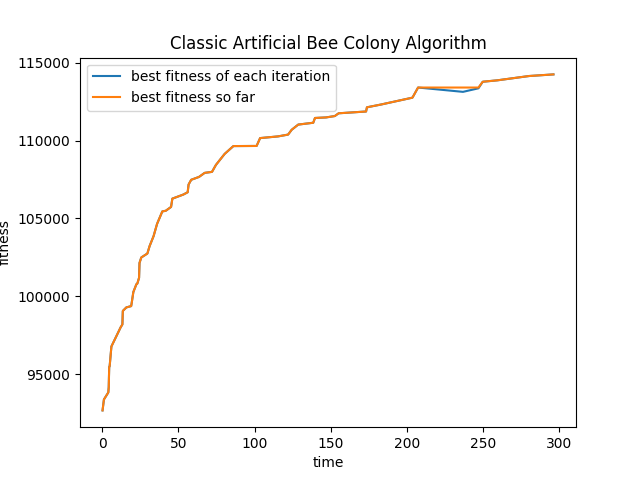 Classic Artificial Bee Colony Algorithm
best fitness of each iteration
best fitness so far
115000
110000
105000
100000
95000
fitness
0 50 100 150 200 250 300
time